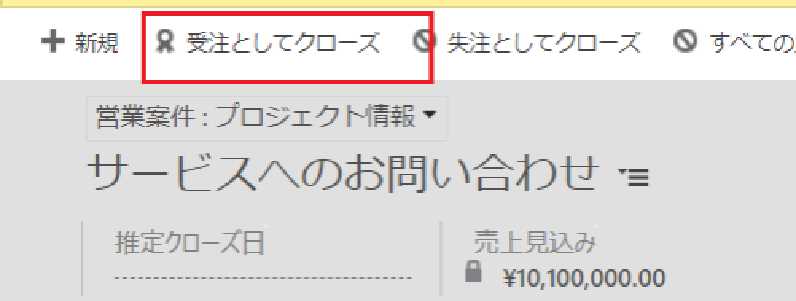 新規 受注としてクローズ 失注としてクローズ すべての
営業案件 : プロジェクト情報
サービスへのお問い合わせ
推定クローズ日 売上見込み
¥10,100,000.00